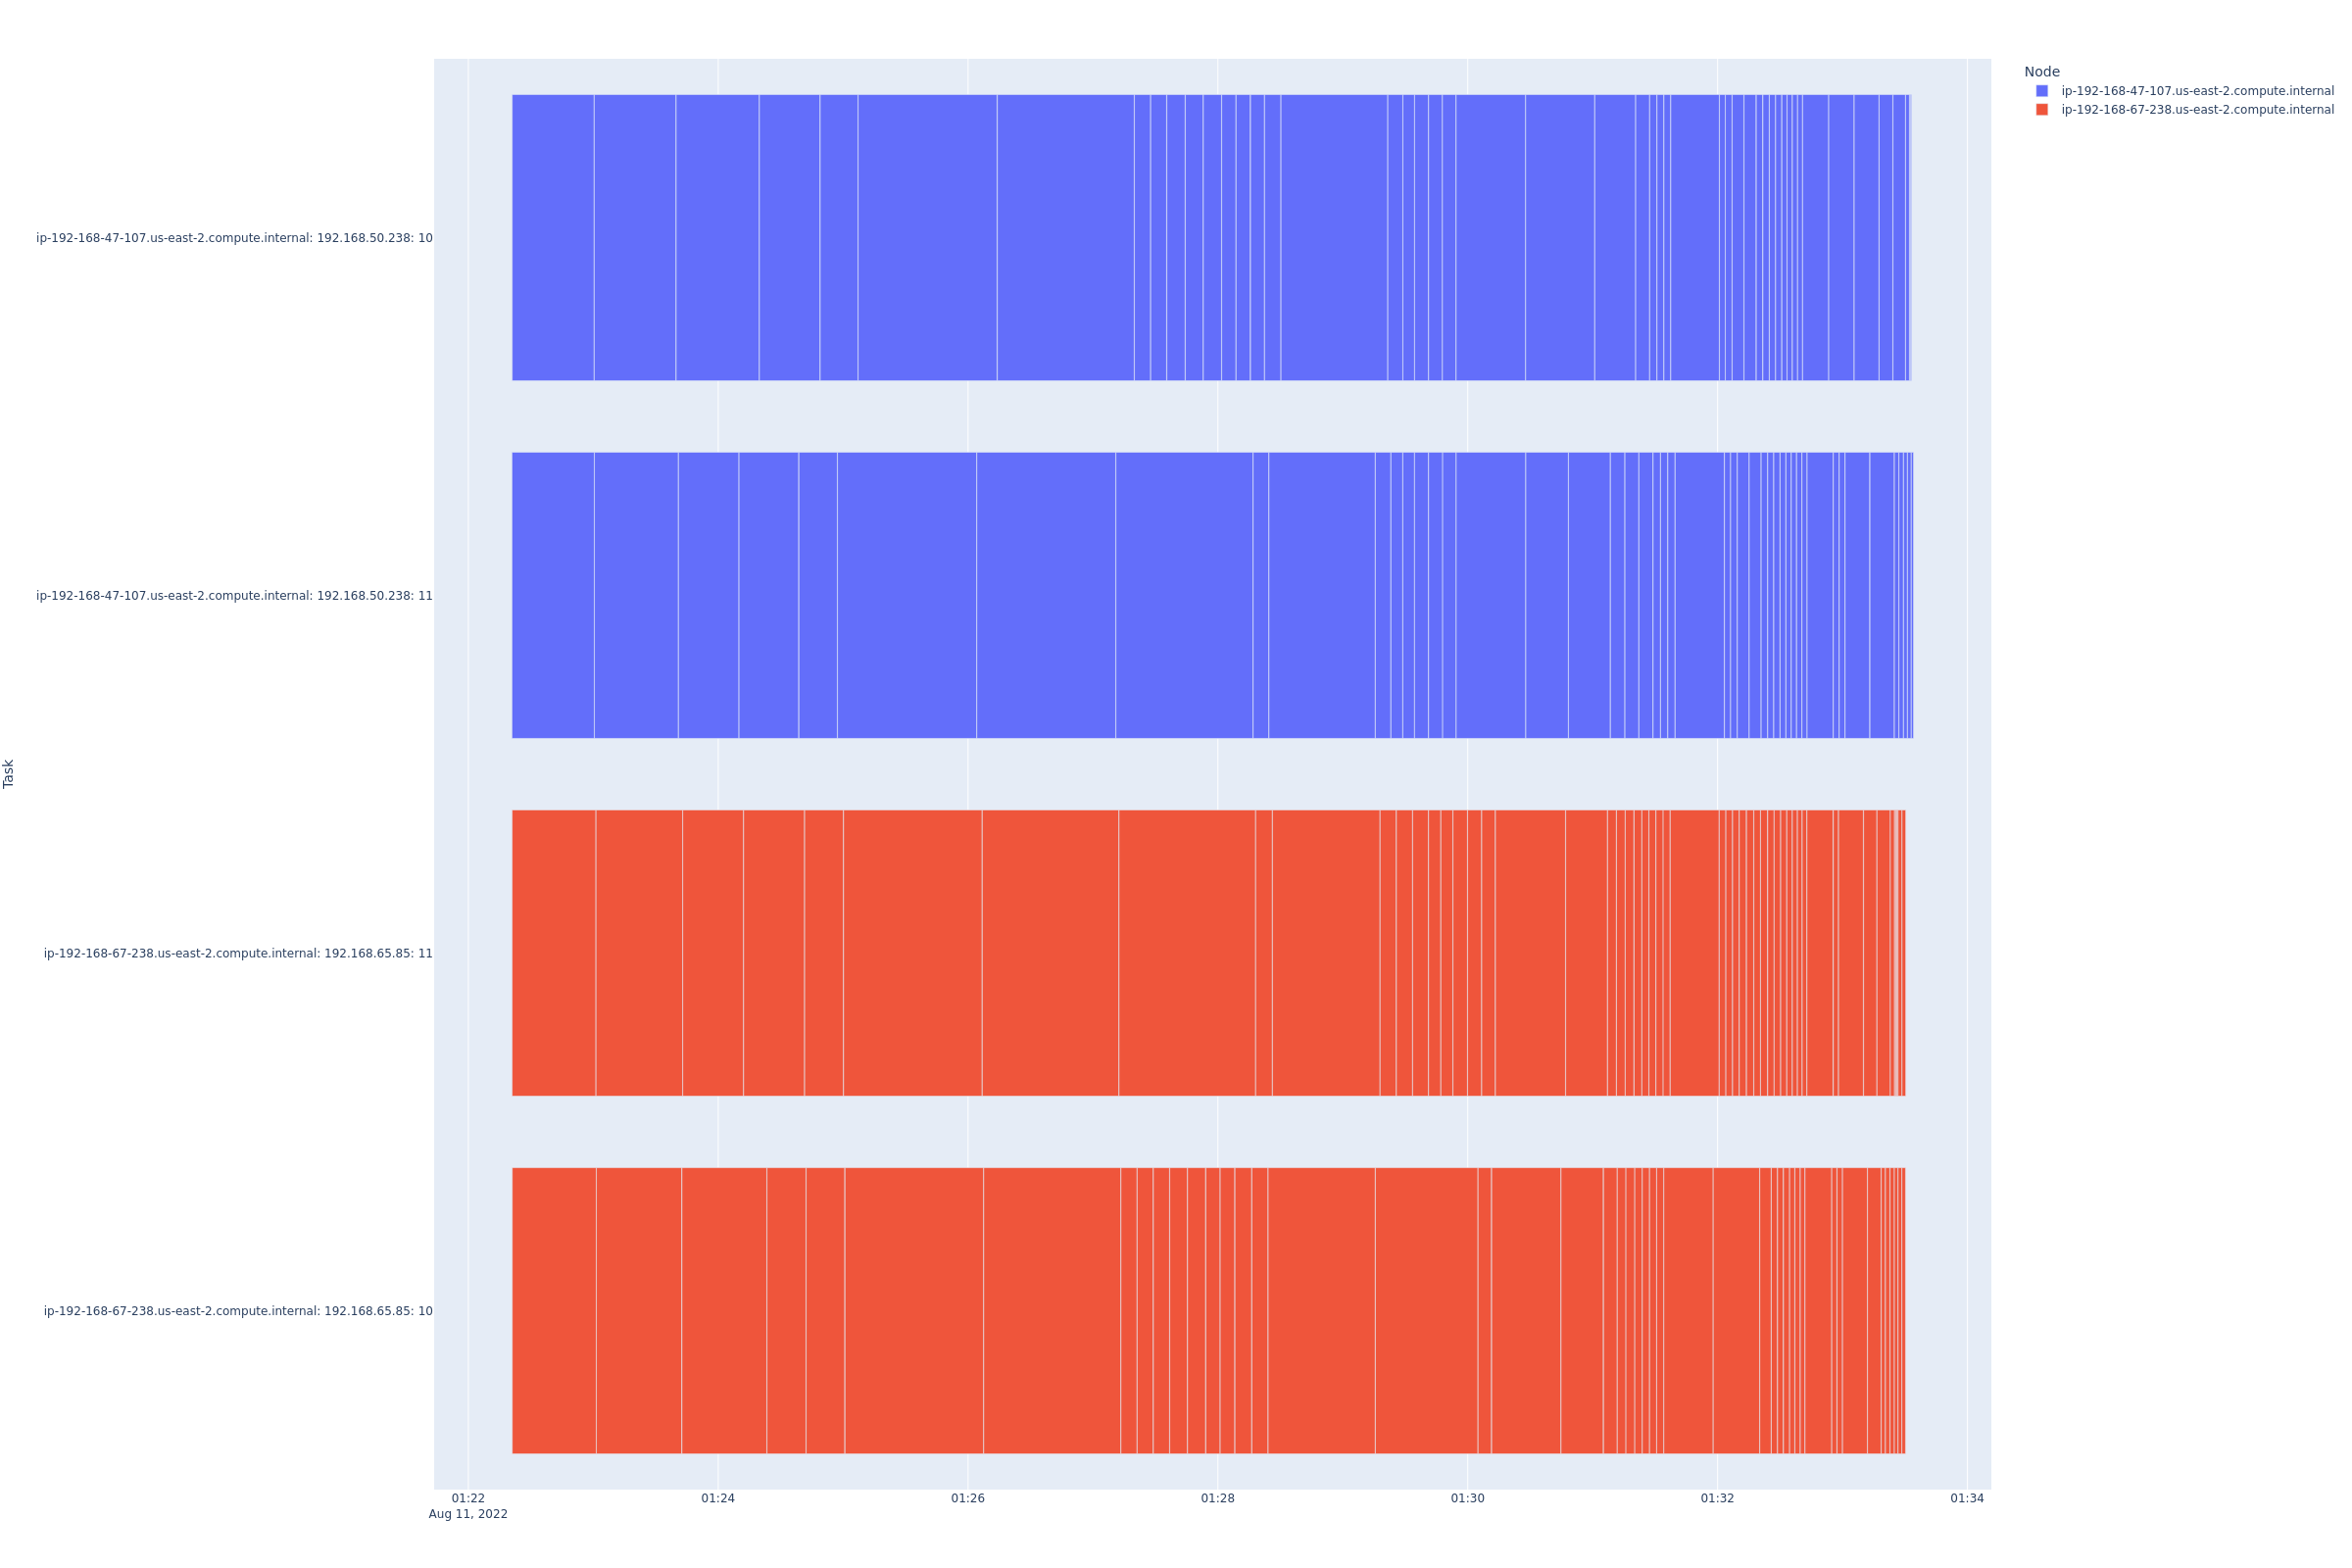 Node
ip-192-168-47-107.us-east-2.compute.internal
ip-192-168-67-238.us-east-2.compute.internal
Task
ip-192-168-47-107.us-east-2.compute.internal: 192.168.50.238: 10
ip-192-168-47-107.us-east-2.compute.internal: 192.168.50.238: 11
ip-192-168-67-238.us-east-2.compute.internal: 192.168.65.85: 11
ip-192-168-67-238.us-east-2.compute.internal: 192.168.65.85: 10
01:22 01:24 01:26 01:28 01:30 01:32 01:34
Aug 11, 2022